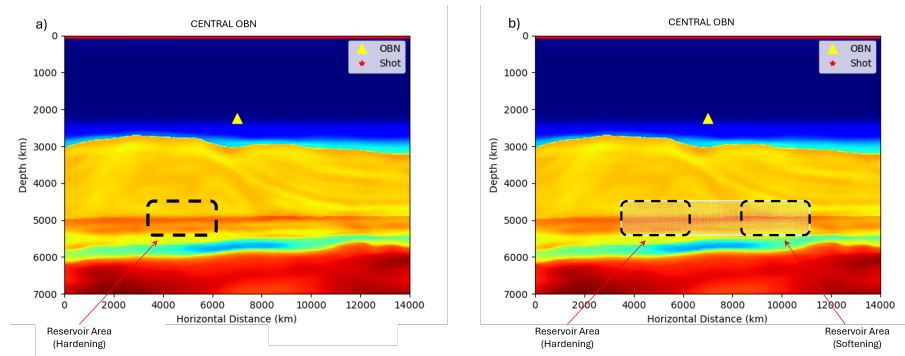 a)
CENTRAL OBN
0
1000
2000
3000
4000
5000
6000
7000
Depth (km)
OBN
Shot
0 2000 4000 6000 8000 10000 12000 14000
Horizontal Distance (km)
Reservoir Area
(Hardening)
b)
CENTRAL OBN
0
1000
2000
3000
4000
5000
6000
7000
Depth (km)
OBN
Shot
0 2000 4000 6000 8000 10000 12000 14000
Horizontal Distance (km)
Reservoir Area
(Hardening)
Reservoir Area
(Softening)